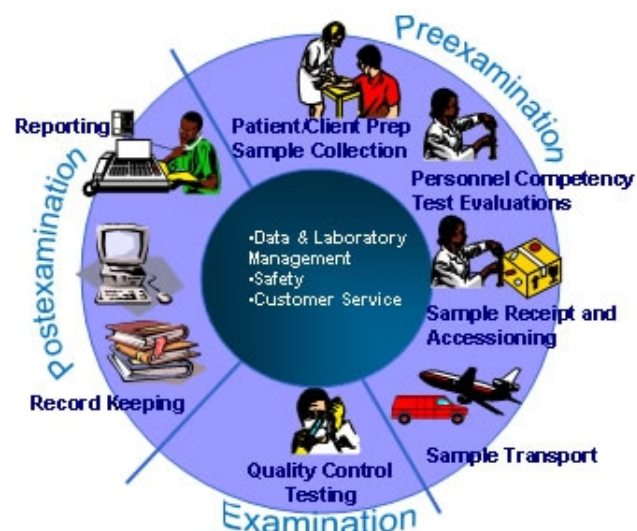 Preexamination
Patient/Client Prep
Sample Collection
Personnel Competency
Test Evaluations
Sample Receipt and
Accessioning
Sample Transport
Quality Control
Testing
Examination
Record Keeping
Reporting
Postexamination
•Data & Laboratory
Management
•Safety
•Customer Service